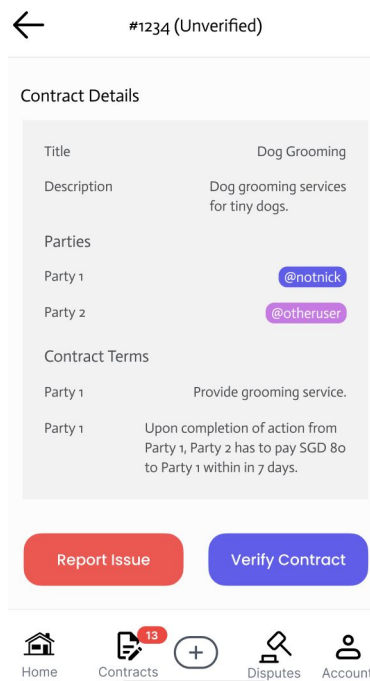 #1234 (Unverified)
Contract Details
Title Dog Grooming
Description Dog grooming services
for tiny dogs.
Parties
Party 1 @notnick
Party 2 @otheruser
Contract Terms
Party 1 Provide grooming service.
Party 1 Upon completion of action from
Party 1, Party 2 has to pay SGD 80
to Party 1 within in 7 days.
Report Issue Verify Contract
13
Home Contracts + Disputes Account